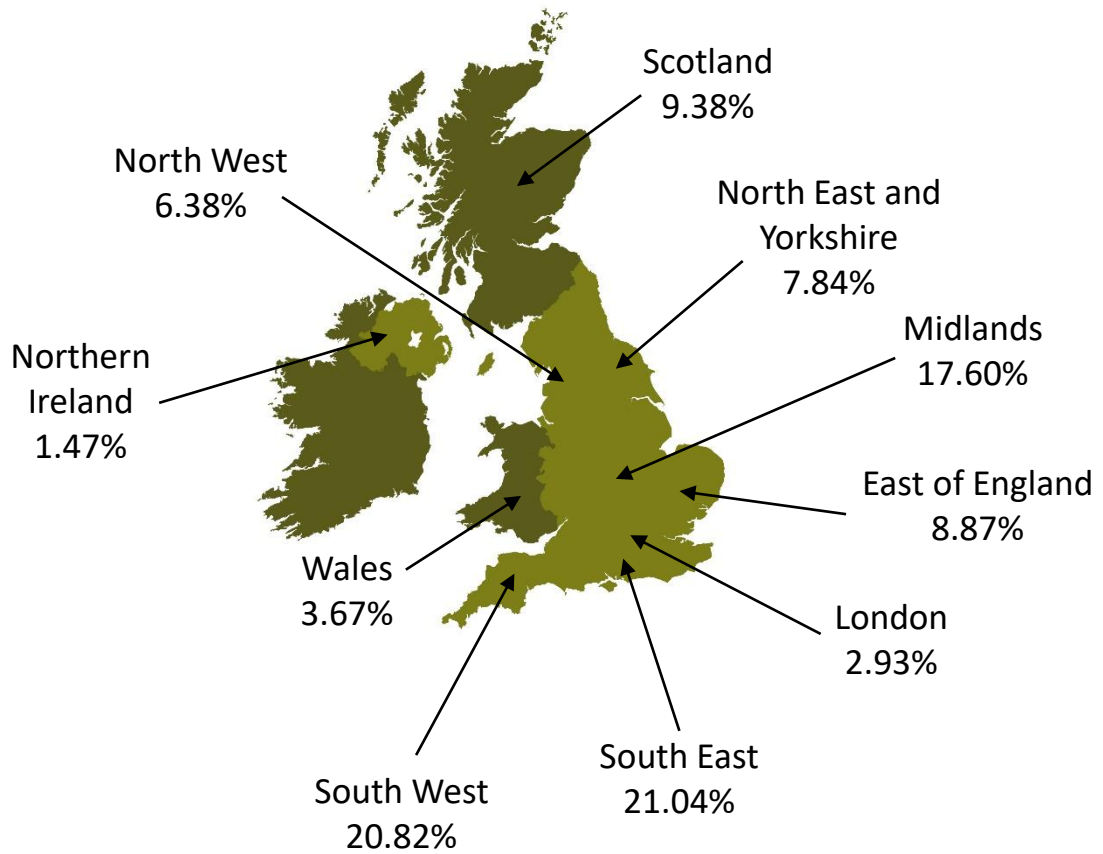 Scotland
9.38%
North West
6.38%
North East and
Yorkshire
7.84%
Midlands
17.60%
Northern
Ireland
1.47%
East of England
8.87%
Wales
3.67%
London
2.93%
South East
21.04%
South West
20.82%